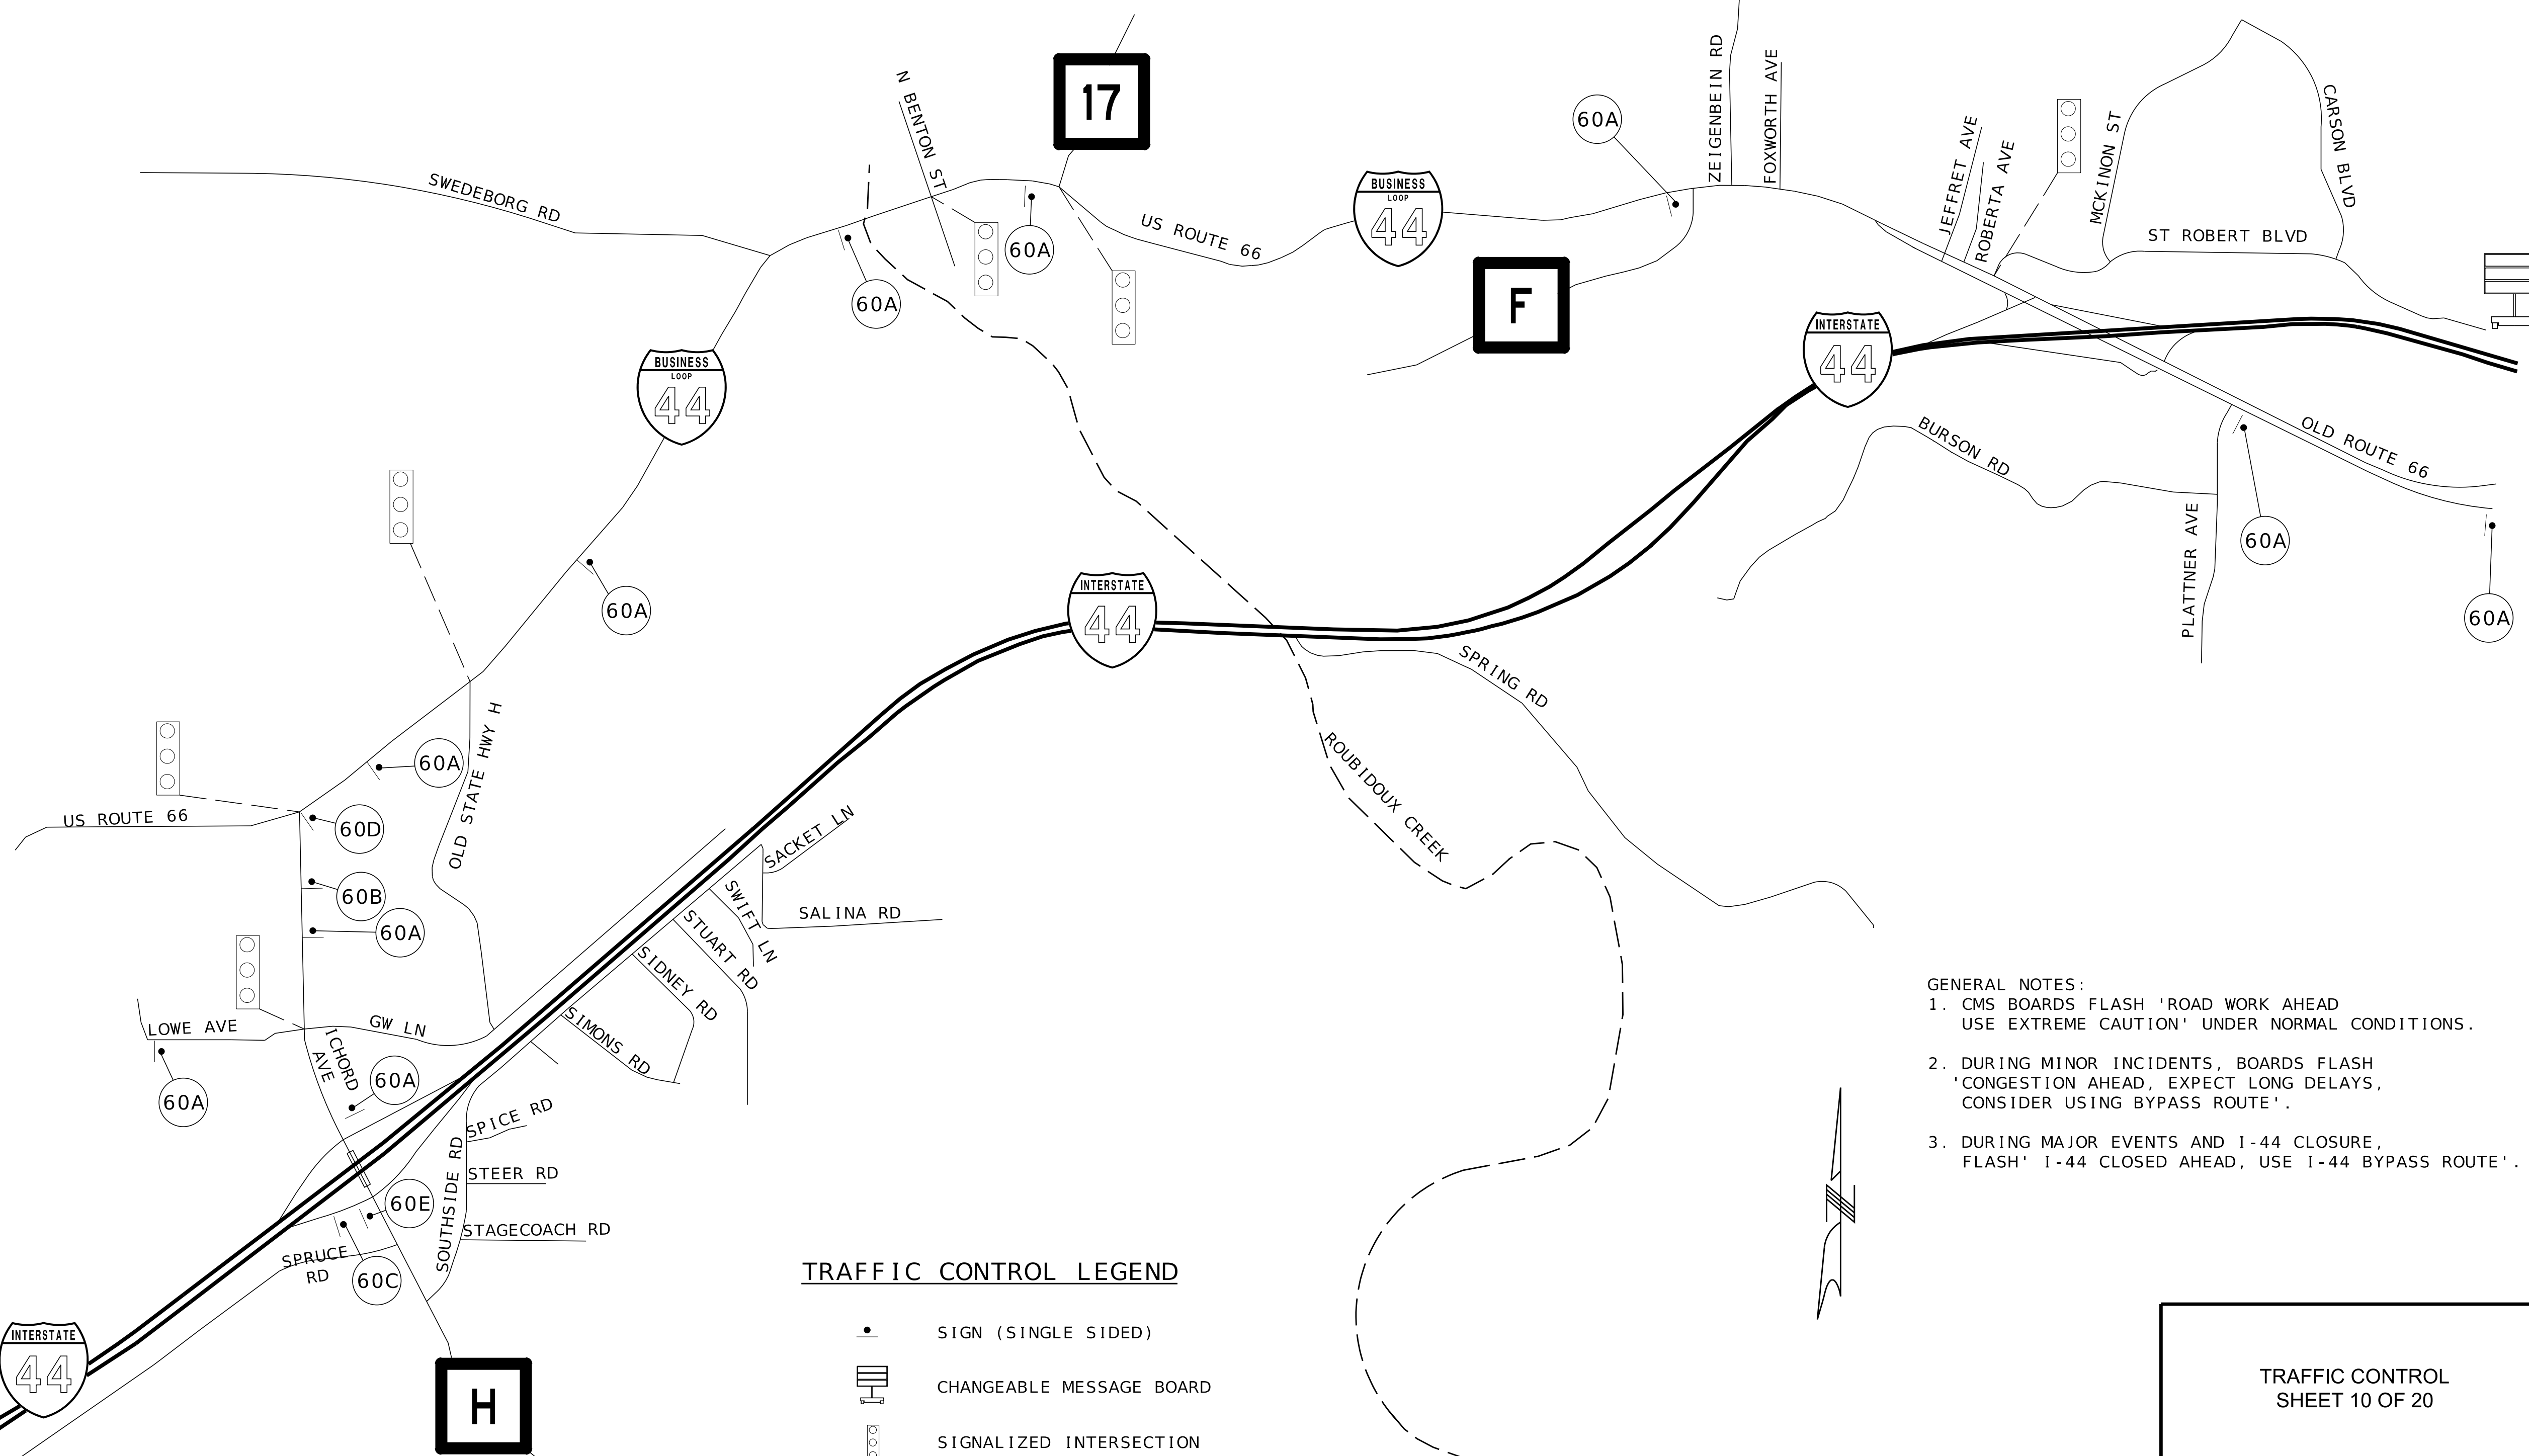 17
N BENTON ST
ZEIGENBEIN RD
FOXWORTH AVE
60A
JEFFRET AVE
ROBERTA AVE
MCKINON ST
CARSON BLVD
SWEDEBORG RD
BUSINESS
LOOP
44
US ROUTE 66
60A
60A
ST ROBERT BLVD
F
INTERSTATE
44
BUSINESS
LOOP
44
BURSON RD
OLD ROUTE 66
PLATTNER AVE
60A
60A
60A
INTERSTATE
44
SPRING RD
ROUBIDOUX CREEK
60A
OLD STATE HWY H
US ROUTE 66
60D
60B
60A
SACKET LN
SWIFT LN
SALINA RD
STUART RD
SIDNEY RD
SIMONS RD
LOWE AVE
GW LN
ICHORD
AVE
60A
60A
SPICE RD
STEER RD
SOUTHSIDE RD
STAGECOACH RD
60E
SPRUCE
RD
60C
INTERSTATE
44
H
GENERAL NOTES:
1. CMS BOARDS FLASH 'ROAD WORK AHEAD
USE EXTREME CAUTION' UNDER NORMAL CONDITIONS.
2. DURING MINOR INCIDENTS, BOARDS FLASH
'CONGESTION AHEAD, EXPECT LONG DELAYS,
CONSIDER USING BYPASS ROUTE'.
3. DURING MAJOR EVENTS AND I-44 CLOSURE,
FLASH' I-44 CLOSED AHEAD, USE I-44 BYPASS ROUTE'.
N
TRAFFIC CONTROL LEGEND
SIGN (SINGLE SIDED)
CHANGEABLE MESSAGE BOARD
SIGNALIZED INTERSECTION
TRAFFIC CONTROL
SHEET 10 OF 20